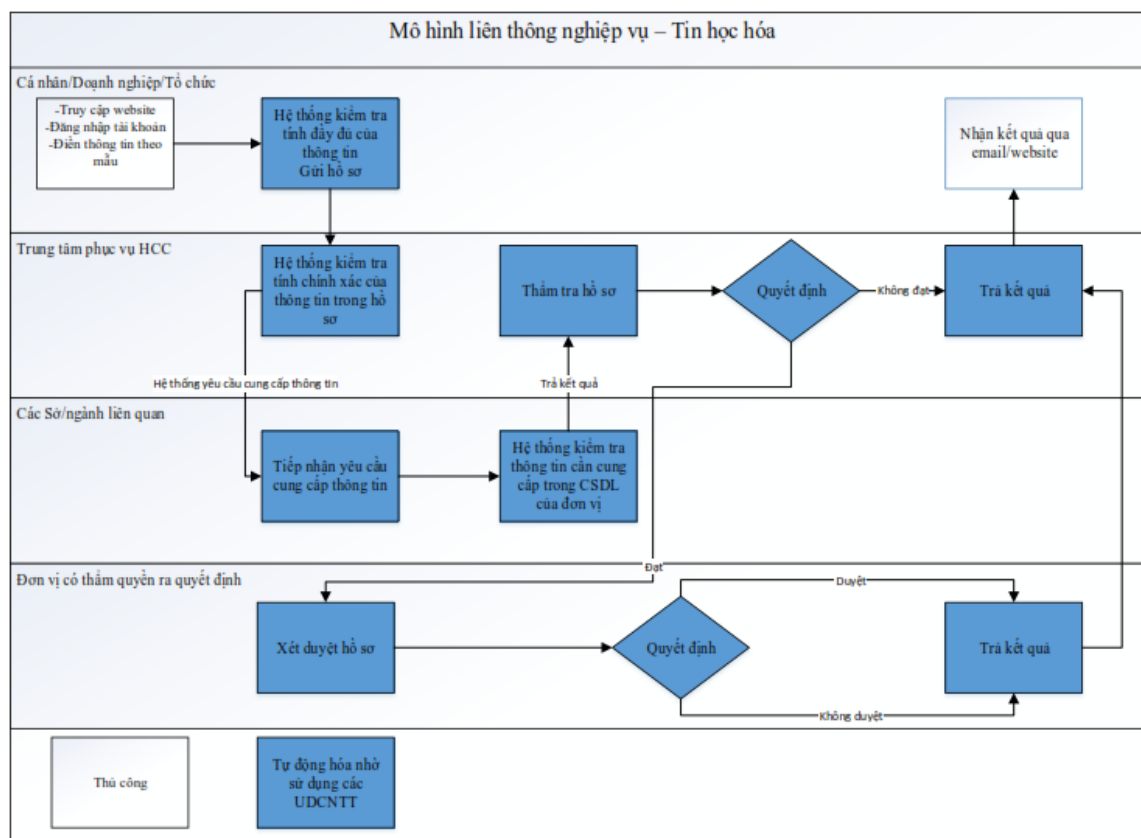 Mô hình liên thông nghiệp vụ – Tin học hóa
Cá nhân/Doanh nghiệp/Tổ chức
-Truy cập website
-Đăng nhập tài khoản
-Điền thông tin theo
mẫu
Hệ thống kiểm tra
tính đầy đủ của
thông tin
Gửi hồ sơ
Nhận kết quả qua
email/website
Trung tâm phục vụ HCC
Hệ thống kiểm tra
tính chính xác của
thông tin trong hồ
sơ
Thẩm tra hồ sơ
Quyết định
Không đạt
Trả kết quả
Hệ thống yêu cầu cung cấp thông tin
Trả kết quả
Các Sở/ngành liên quan
Tiếp nhận yêu cầu
cung cấp thông tin
Hệ thống kiểm tra
thông tin cần cung
cấp trong CSDL
của đơn vị
Đạt
Đơn vị có thẩm quyền ra quyết định
Duyệt
Xét duyệt hồ sơ
Quyết định
Trả kết quả
Không duyệt
Thủ công
Tự động hóa nhờ
sử dụng các
UDCNTT